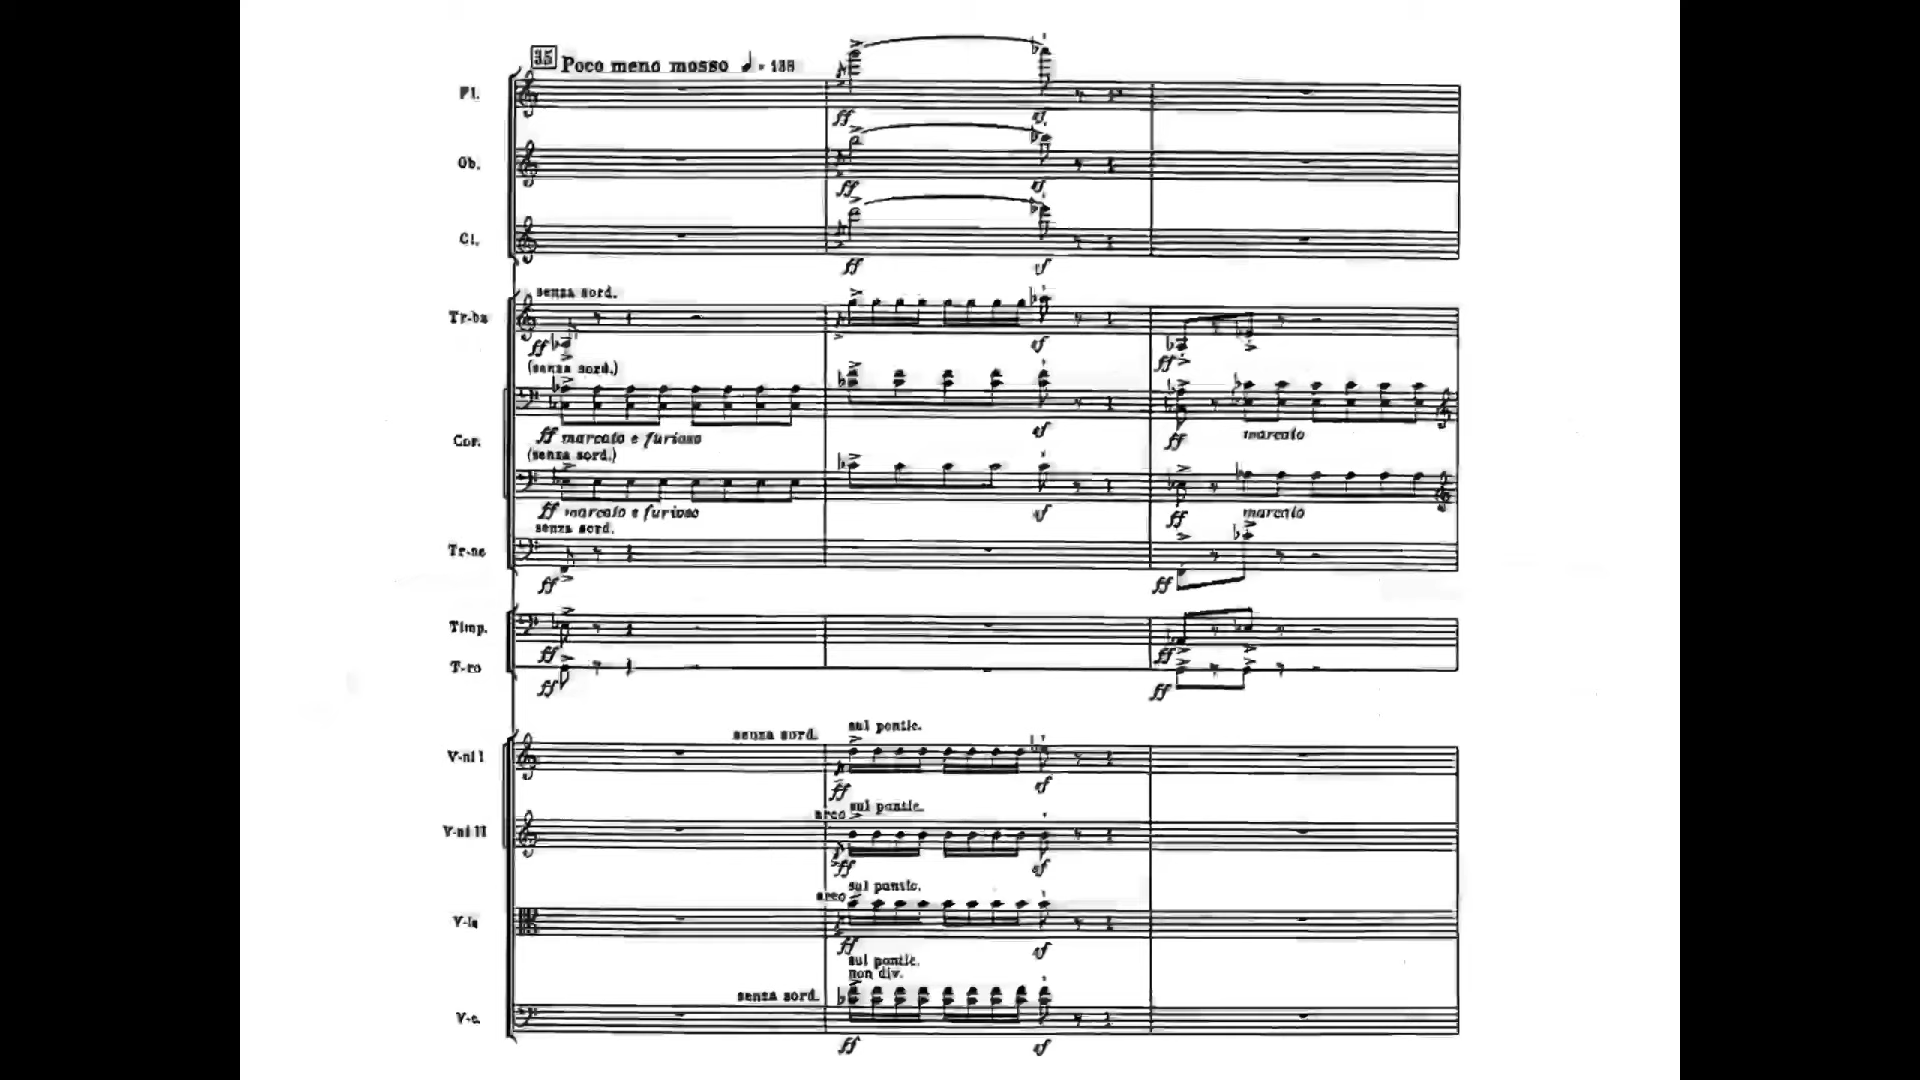 35 Poco meno mosso ♩ = 138
Fl.
ff sf
Ob.
ff sf
Cl.
ff sf
senza sord.
Tr-ba
ff sf ff
(senza sord.)
ff marcato e furioso sf ff marcato
Cor.
(senza sord.)
ff marcato e furioso sf ff marcato
senza sord.
Tr-ne
ff ff
Timp.
ff ff
T-ro
ff ff
senza sord. sul pontic.
V-ni I
ff sf
arco sul pontic.
V-ni II
ff sf
arco sul pontic.
V-le
ff sf
sul pontic.
non div.
senza sord.
V-c.
ff sf